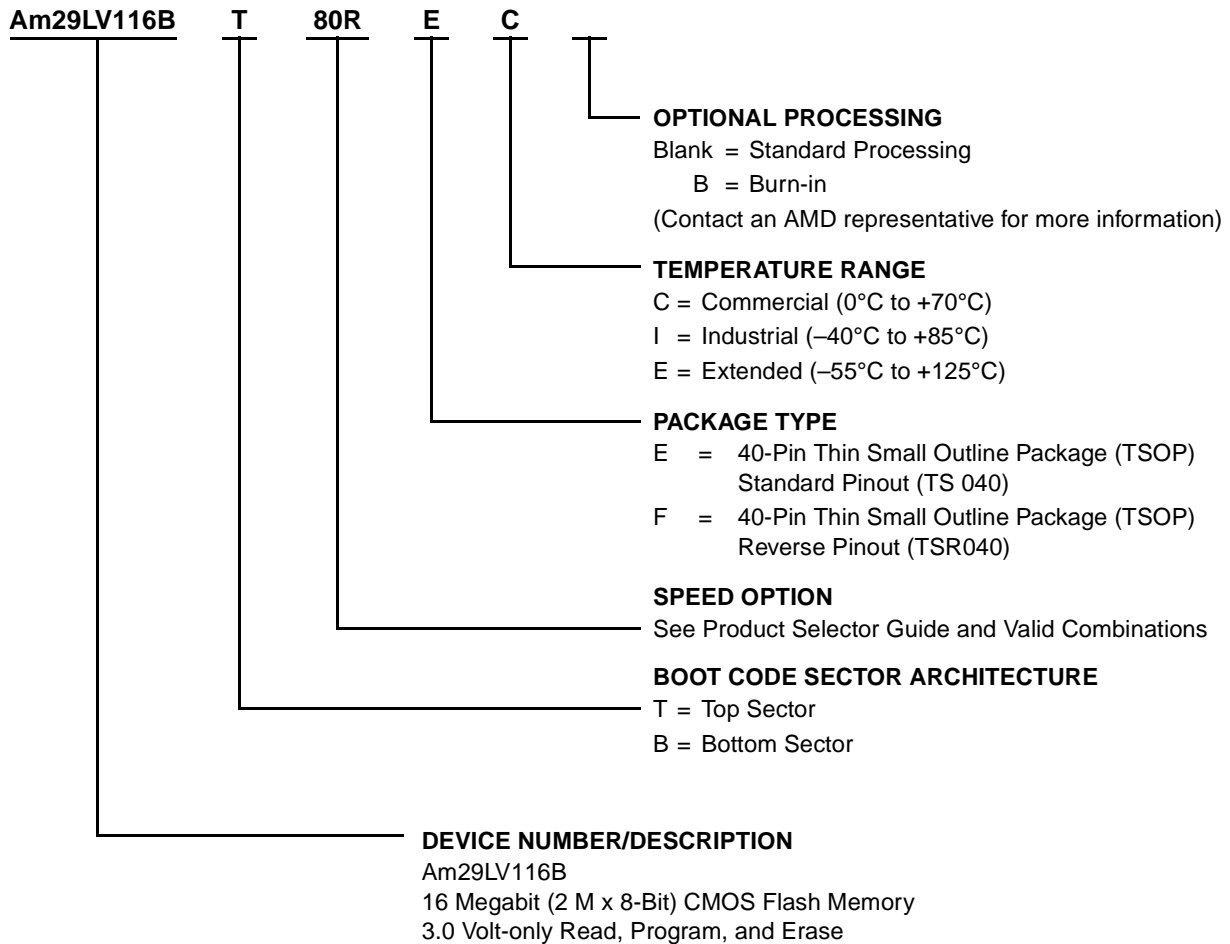 Am29LV116B T 80R E C
OPTIONAL PROCESSING
Blank = Standard Processing
B = Burn-in
(Contact an AMD representative for more information)
TEMPERATURE RANGE
C = Commercial (0°C to +70°C)
I = Industrial (–40°C to +85°C)
E = Extended (–55°C to +125°C)
PACKAGE TYPE
E = 40-Pin Thin Small Outline Package (TSOP)
Standard Pinout (TS 040)
F = 40-Pin Thin Small Outline Package (TSOP)
Reverse Pinout (TSR040)
SPEED OPTION
See Product Selector Guide and Valid Combinations
BOOT CODE SECTOR ARCHITECTURE
T = Top Sector
B = Bottom Sector
DEVICE NUMBER/DESCRIPTION
Am29LV116B
16 Megabit (2 M x 8-Bit) CMOS Flash Memory
3.0 Volt-only Read, Program, and Erase